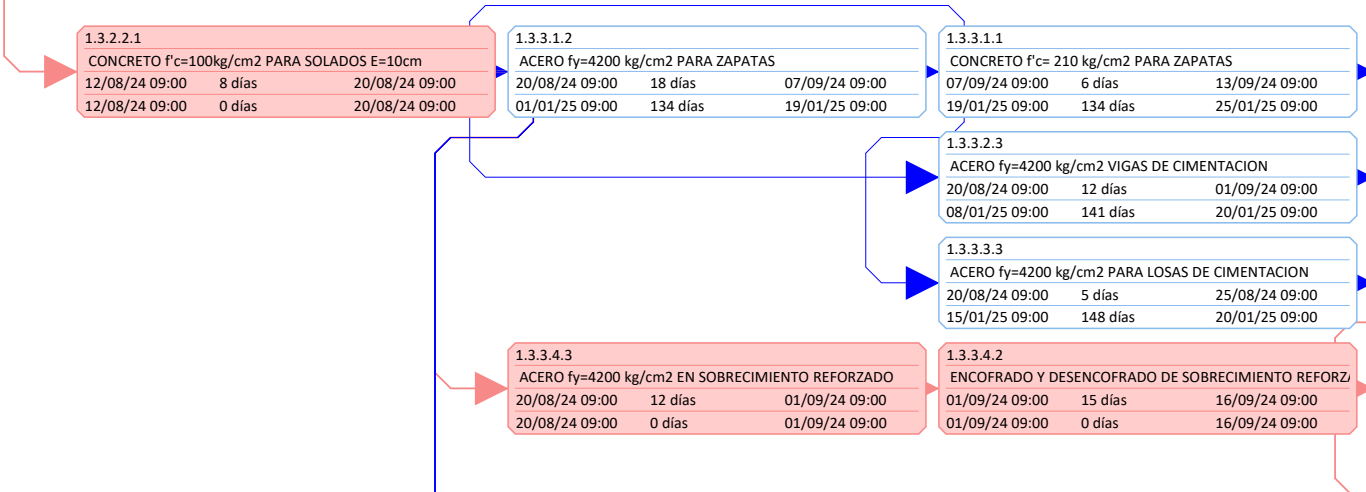 1.3.2.2.1
CONCRETO f'c=100kg/cm2 PARA SOLADOS E=10cm
12/08/24 09:00 8 días 20/08/24 09:00
12/08/24 09:00 0 días 20/08/24 09:00
1.3.3.1.2
ACERO fy=4200 kg/cm2 PARA ZAPATAS
20/08/24 09:00 18 días 07/09/24 09:00
01/01/25 09:00 134 días 19/01/25 09:00
1.3.3.1.1
CONCRETO f'c= 210 kg/cm2 PARA ZAPATAS
07/09/24 09:00 6 días 13/09/24 09:00
19/01/25 09:00 134 días 25/01/25 09:00
1.3.3.2.3
ACERO fy=4200 kg/cm2 VIGAS DE CIMENTACION
20/08/24 09:00 12 días 01/09/24 09:00
08/01/25 09:00 141 días 20/01/25 09:00
1.3.3.3.3
ACERO fy=4200 kg/cm2 PARA LOSAS DE CIMENTACION
20/08/24 09:00 5 días 25/08/24 09:00
15/01/25 09:00 148 días 20/01/25 09:00
1.3.3.4.3
ACERO fy=4200 kg/cm2 EN SOBRECIMIENTO REFORZADO
20/08/24 09:00 12 días 01/09/24 09:00
20/08/24 09:00 0 días 01/09/24 09:00
1.3.3.4.2
ENCOFRADO Y DESENCOFRADO DE SOBRECIMIENTO REFORZ
01/09/24 09:00 15 días 16/09/24 09:00
01/09/24 09:00 0 días 16/09/24 09:00